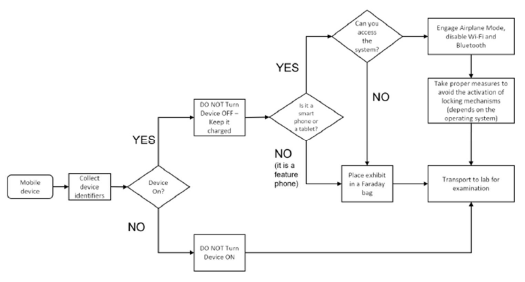 Can you
access
the
system?
Engage Airplane Mode,
disable Wi-Fi and
Bluetooth
YES
Take proper measures to
avoid the activation of
locking mechanisms
(depends on the
operating system)
DO NOT Turn
Device OFF –
Keep it
charged
Is it a
smart
phone or
a tablet?
NO
YES
NO
(it is a
feature
phone)
Mobile
device
Collect
device
identifiers
Device
On?
Place exhibit
in a Faraday
bag
Transport to lab for
examination
NO
DO NOT Turn
Device ON